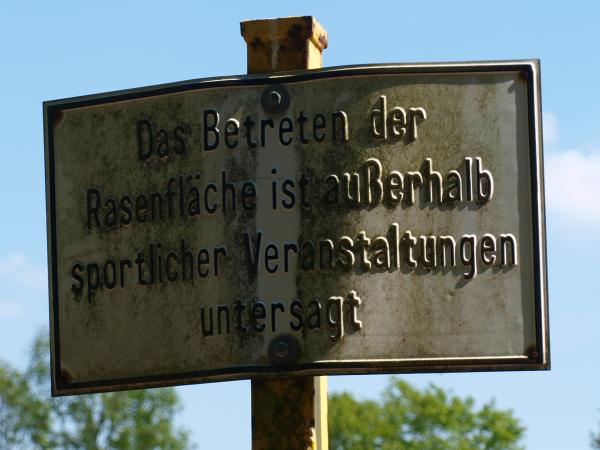 Das Betreten der
Rasenfläche ist außerhalb
sportlicher Veranstaltungen
untersagt